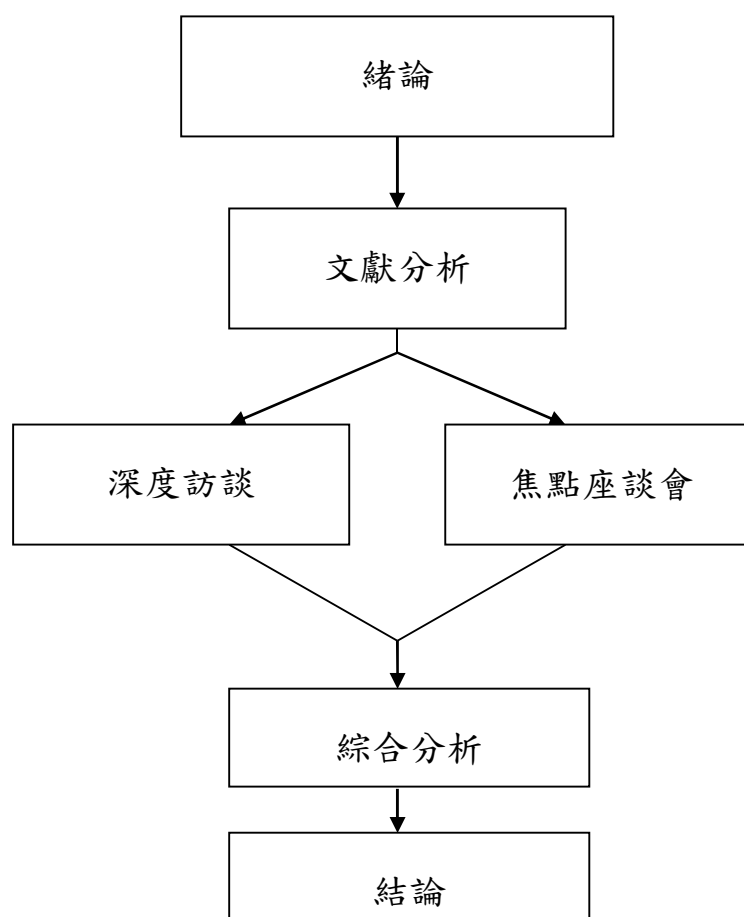 緒論
文獻分析
深度訪談
焦點座談會
綜合分析
結論